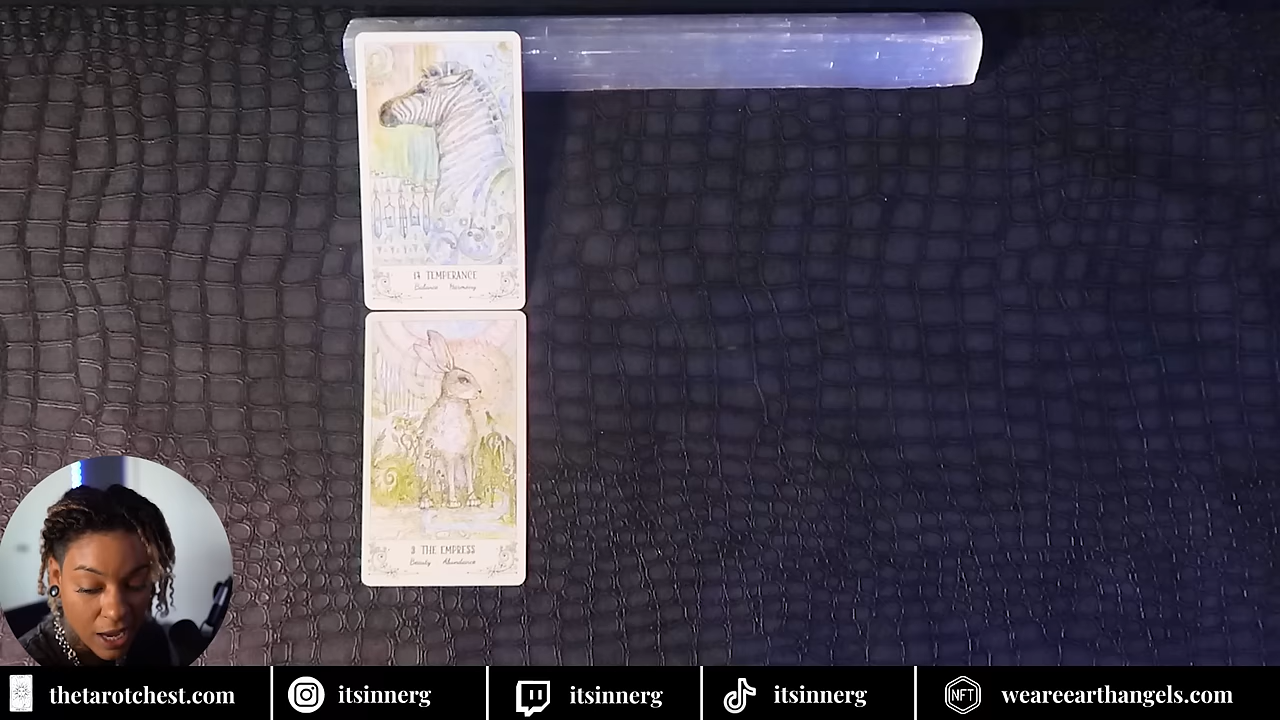 14 TEMPERANCE
Balance Harmony
3 THE EMPRESS
Beauty Abundance
thetarotchest.com
itsinnerg
itsinnerg
itsinnerg
NFT
weareearthangels.com